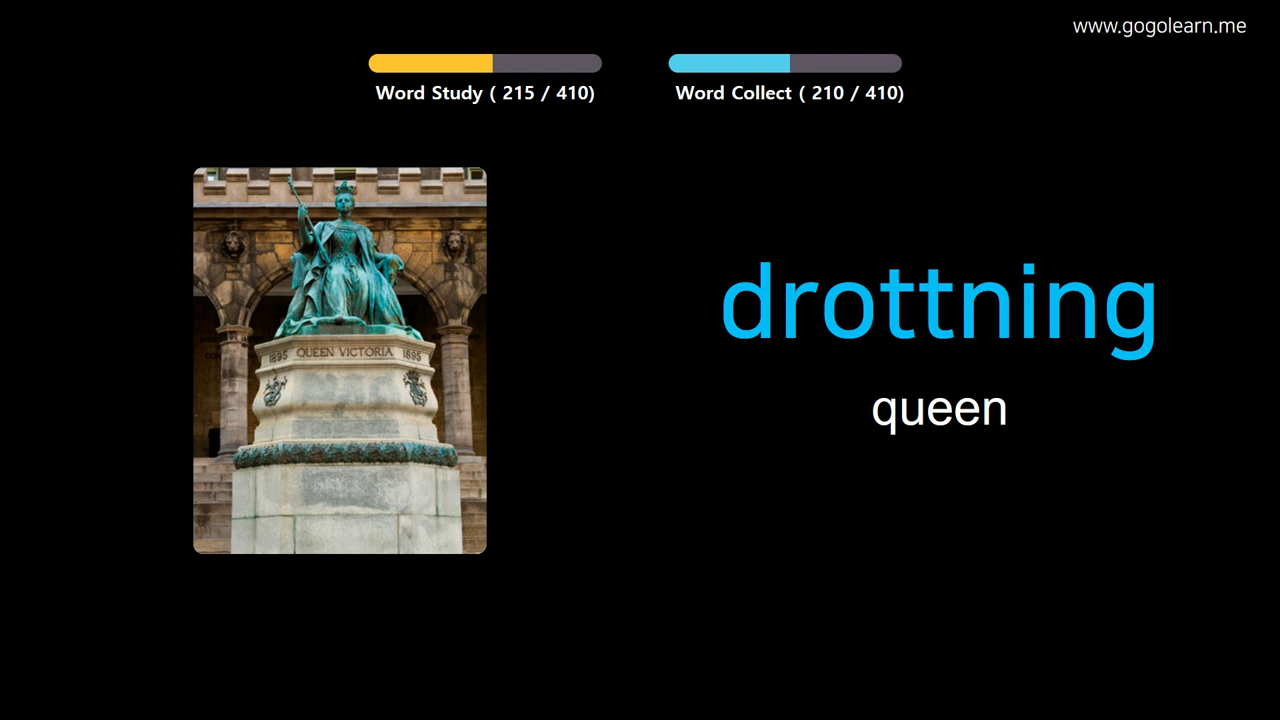 www.gogolearn.me
Word Study ( 215 / 410)
Word Collect ( 210 / 410)
1895 QUEEN VICTORIA 1895
drottning
queen